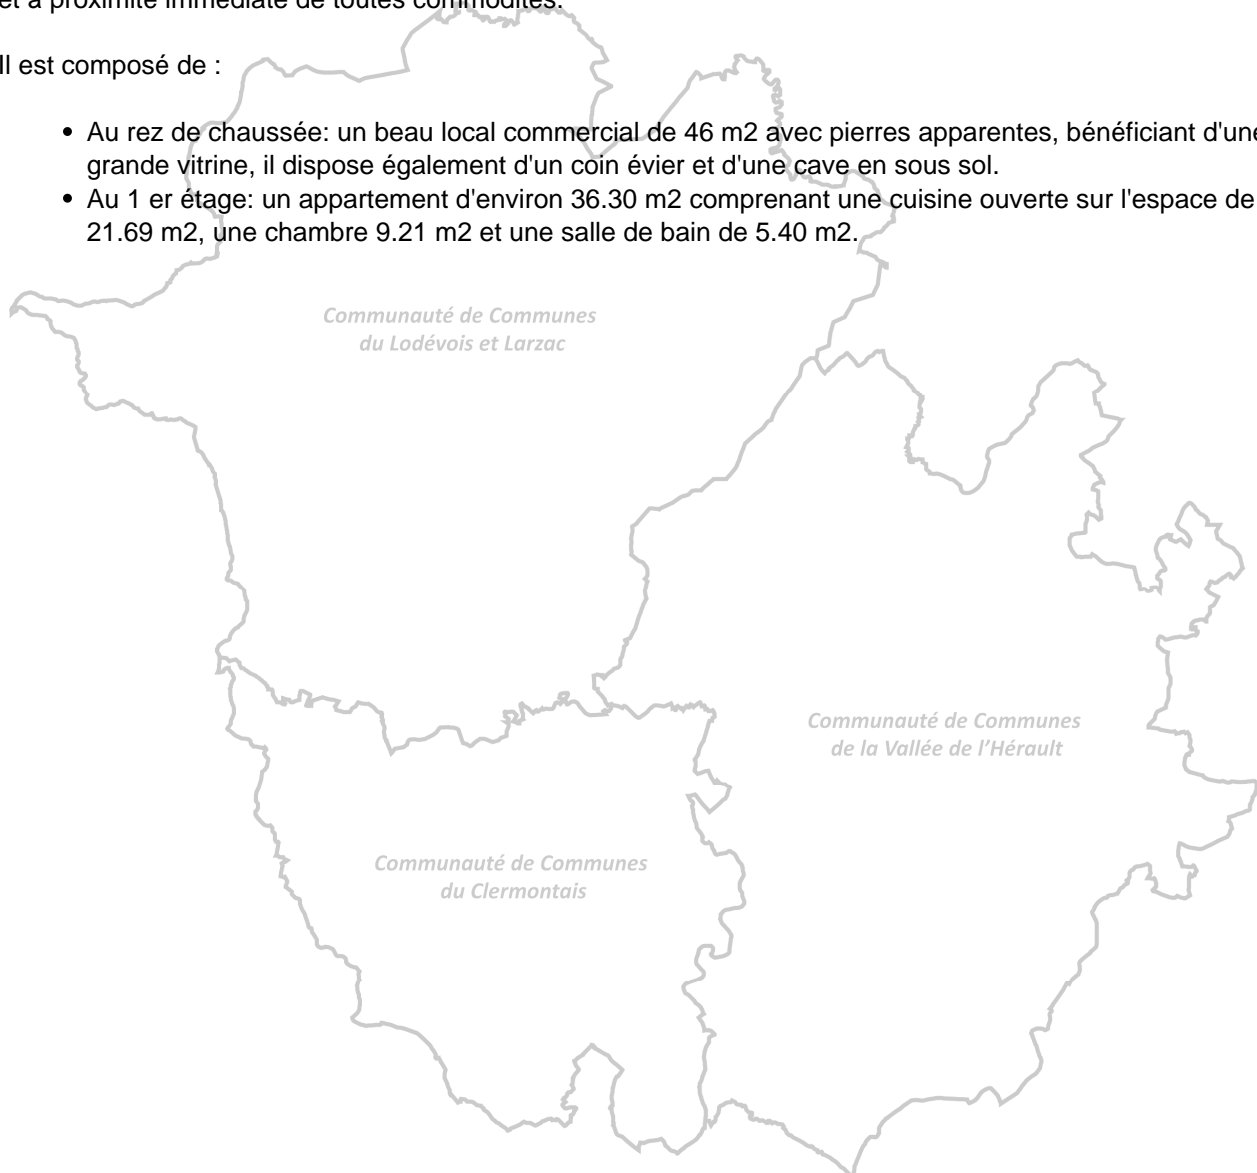 et à proximité immédiate de toutes commodités.
Il est composé de :
• Au rez de chaussée: un beau local commercial de 46 m2 avec pierres apparentes, bénéficiant d'une
grande vitrine, il dispose également d'un coin évier et d'une cave en sous sol.
• Au 1 er étage: un appartement d'environ 36.30 m2 comprenant une cuisine ouverte sur l'espace de
21.69 m2, une chambre 9.21 m2 et une salle de bain de 5.40 m2.
Communauté de Communes
du Lodévois et Larzac
Communauté de Communes
de la Vallée de l'Hérault
Communauté de Communes
du Clermontais